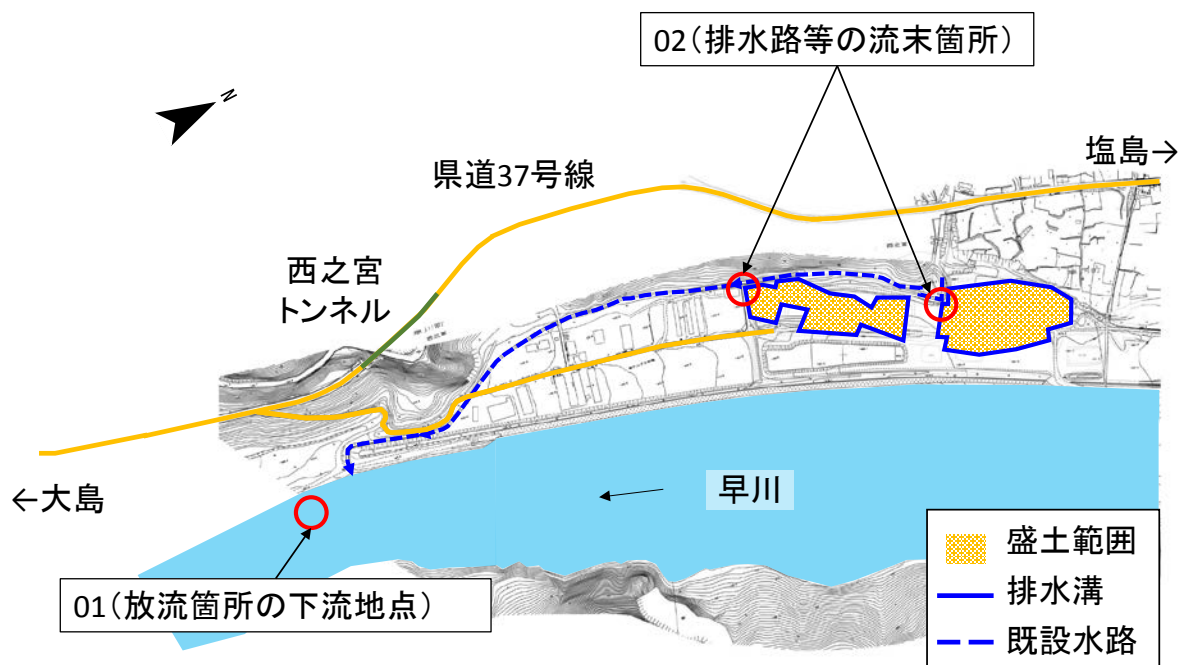 02(排水路等の流末箇所)
N
塩島→
県道37号線
西之宮
トンネル
←大島
早川
01(放流箇所の下流地点)
盛土範囲
排水溝
既設水路